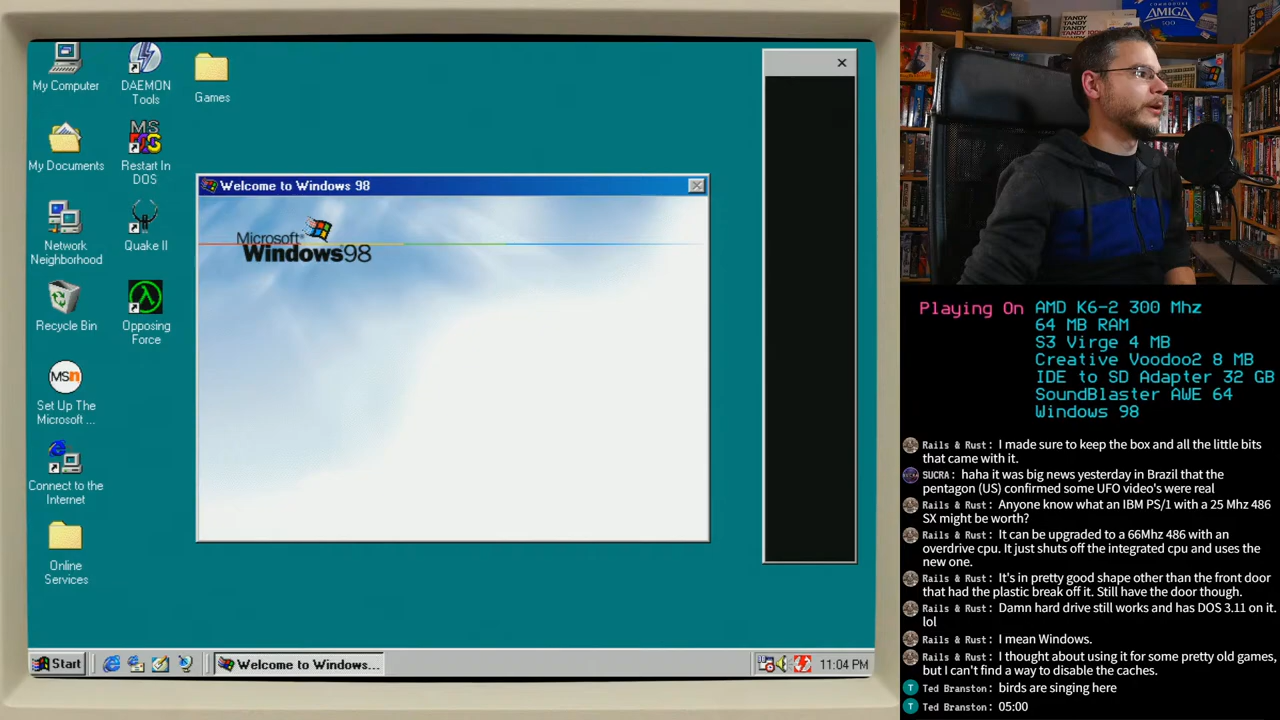 My Computer
DAEMON
Tools
Games
My Documents
MS
Restart In
DOS
Network
Neighborhood
Quake II
Recycle Bin
Opposing
Force
msn
Set Up The
Microsoft ...
Connect to the
Internet
Online
Services
Welcome to Windows 98
Microsoft
Windows98
Start
Welcome to Windows...
11:04 PM
AMIGA
TANDY
TANDY
Playing On
AMD K6-2 300 Mhz
64 MB RAM
S3 Virge 4 MB
Creative Voodoo2 8 MB
IDE to SD Adapter 32 GB
SoundBlaster AWE 64
Windows 98
Rails & Rust: I made sure to keep the box and all the little bits
that came with it.
SUCRA: haha it was big news yesterday in Brazil that the
pentagon (US) confirmed some UFO video's were real
Rails & Rust: Anyone know what an IBM PS/1 with a 25 Mhz 486
SX might be worth?
Rails & Rust: It can be upgraded to a 66Mhz 486 with an
overdrive cpu. It just shuts off the integrated cpu and uses the
new one.
Rails & Rust: It's in pretty good shape other than the front door
that had the plastic break off it. Still have the door though.
Rails & Rust: Damn hard drive still works and has DOS 3.11 on it.
lol
Rails & Rust: I mean Windows.
Rails & Rust: I thought about using it for some pretty old games,
but I can't find a way to disable the caches.
T Ted Branston: birds are singing here
T Ted Branston: 05:00